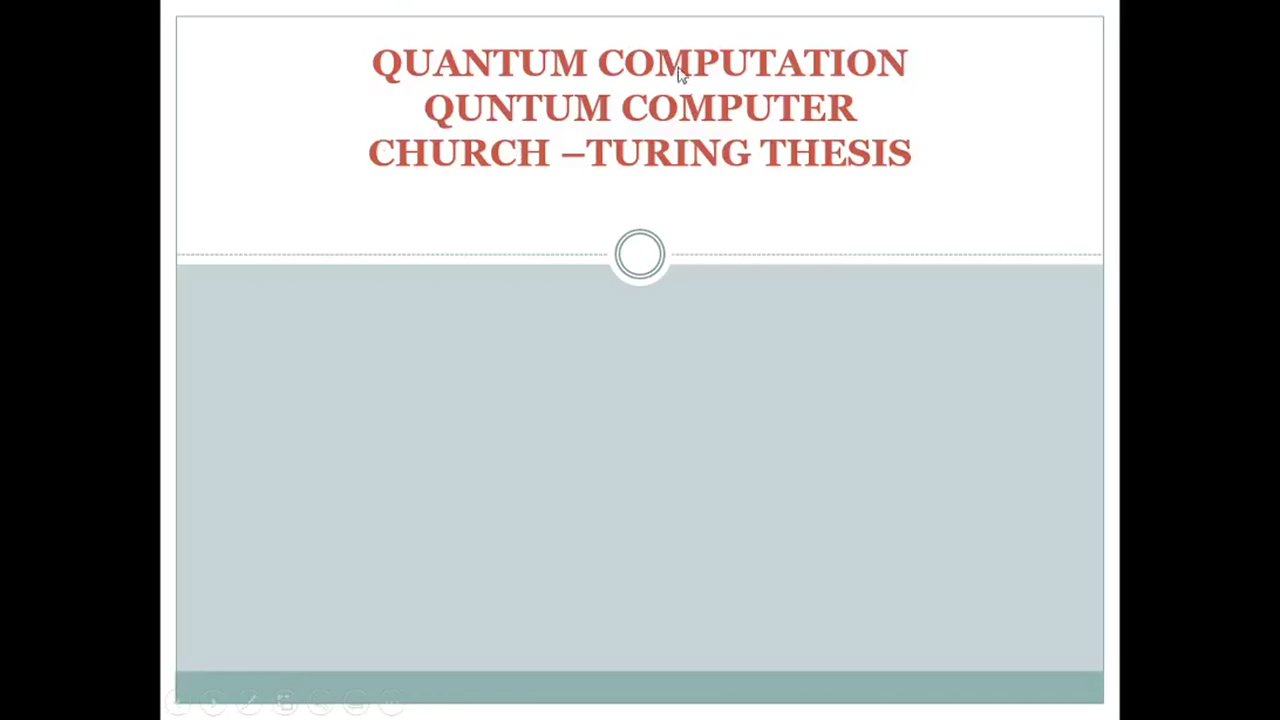 QUANTUM COMPUTATION
QUNTUM COMPUTER
CHURCH –TURING THESIS